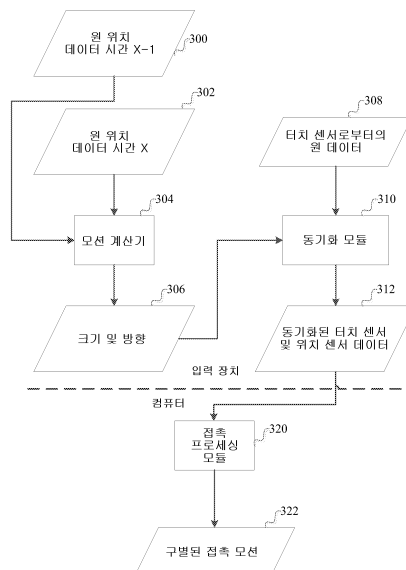 원 위치
데이터 시간 X-1
300
원 위치
데이터 시간 X
302
308
터치 센서로부터의
원 데이터
304
모션 계산기
310
동기화 모듈
306
크기 및 방향
312
동기화된 터치 센서
및 위치 센서 데이터
입력 장치
컴퓨터
접촉
프로세싱
모듈
320
322
구별된 접촉 모션